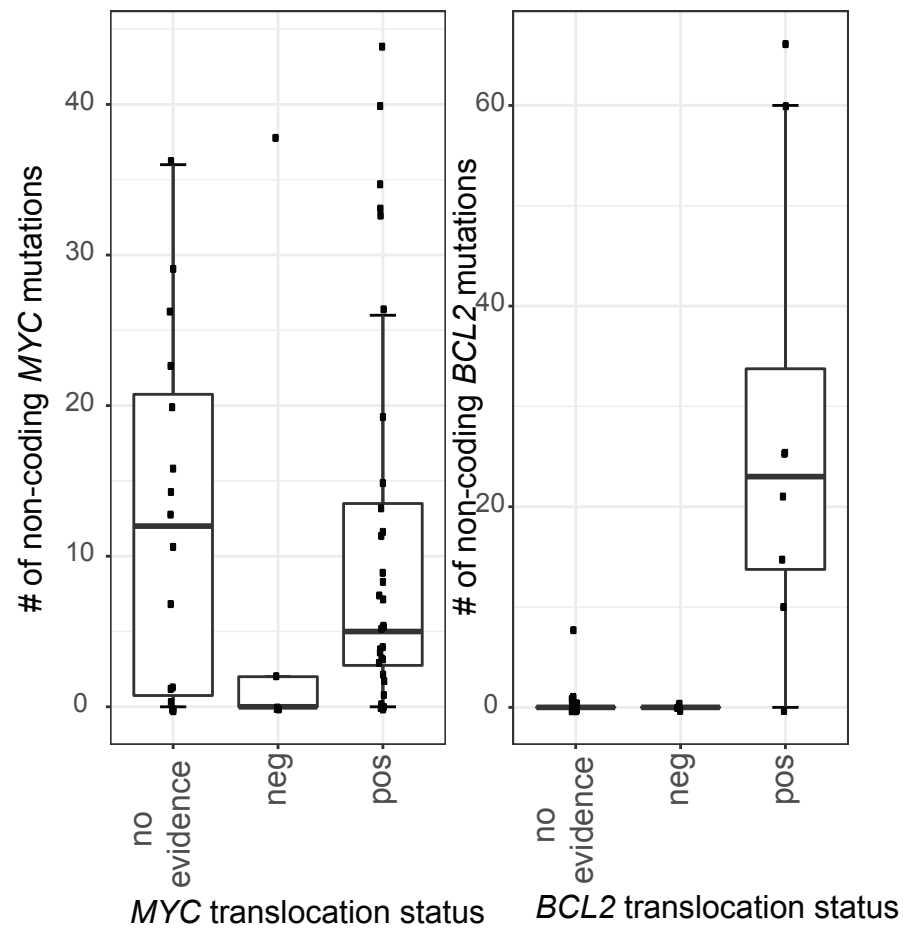 # of non-coding MYC mutations
40
30
20
10
0
no
evidence
neg
pos
MYC translocation status
# of non-coding BCL2 mutations
60
40
20
0
no
evidence
neg
pos
BCL2 translocation status